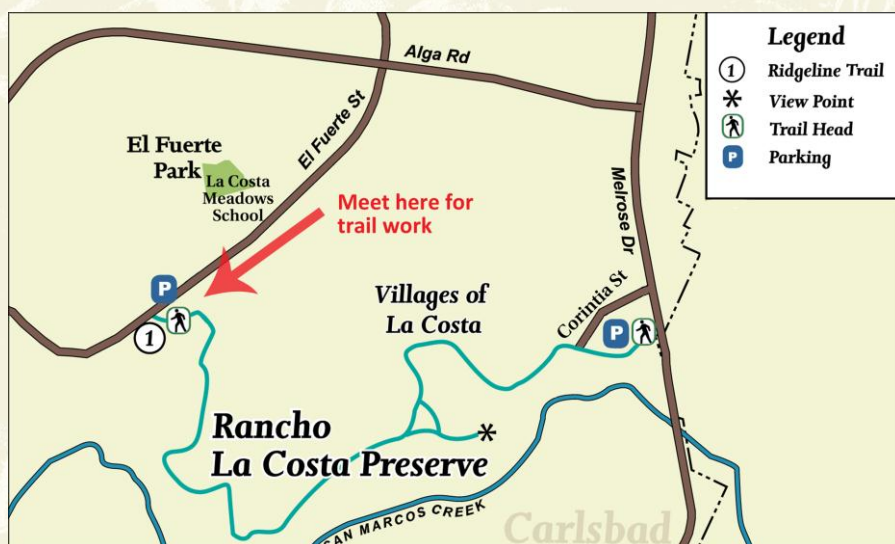 Alga Rd
El Fuerte St
El Fuerte
Park
La Costa
Meadows
School
Meet here for
trail work
Melrose Dr
P
1
Villages of
La Costa
Corintia St
P
Rancho
La Costa Preserve
SAN MARCOS CREEK
Carlsbad
Legend
1 Ridgeline Trail
View Point
Trail Head
P Parking